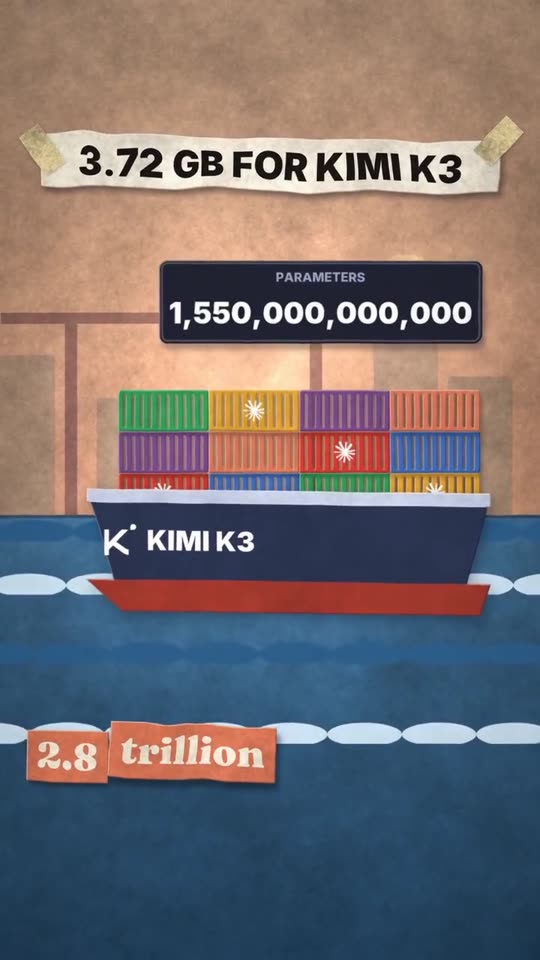 3.72 GB FOR KIMI K3
PARAMETERS
1,550,000,000,000
K KIMI K3
2.8 trillion